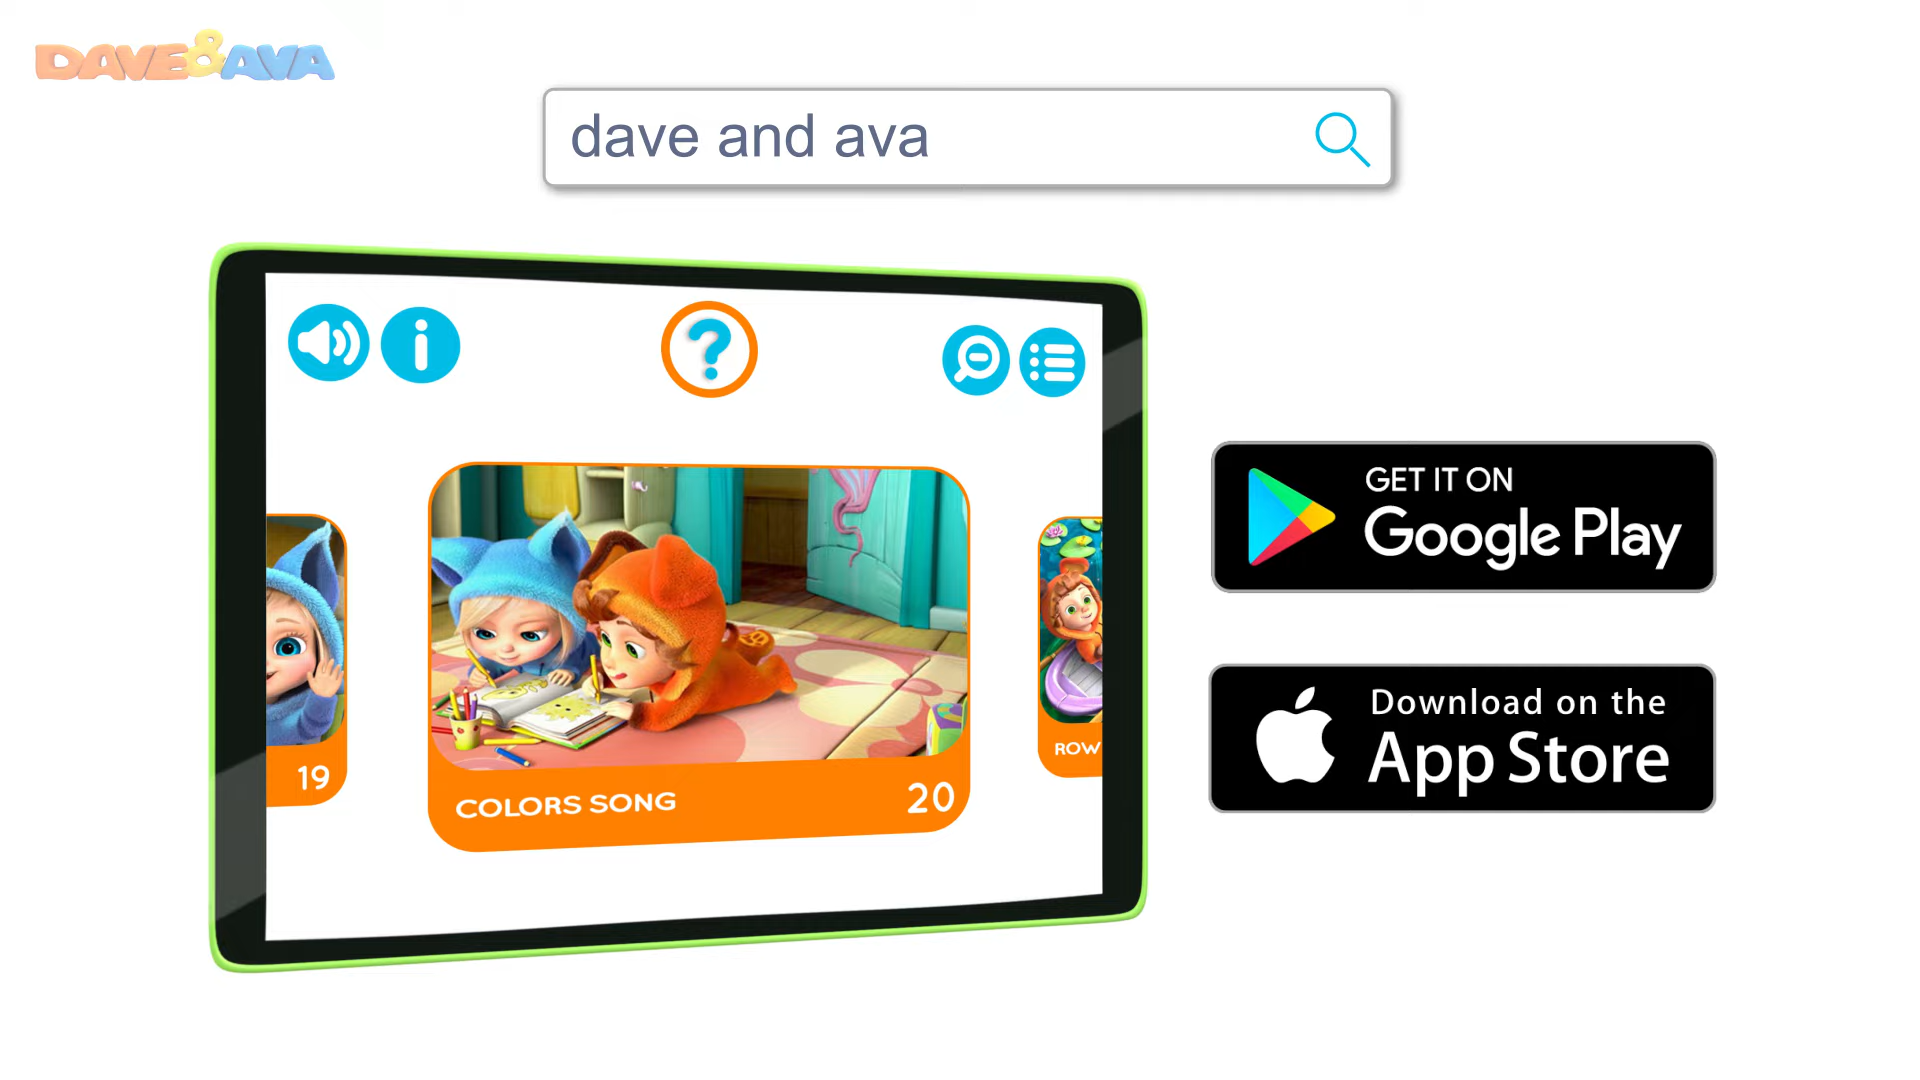 DAVE & AVA
dave and ava
GET IT ON
Google Play
19
COLORS SONG
20
ROW
Download on the
App Store